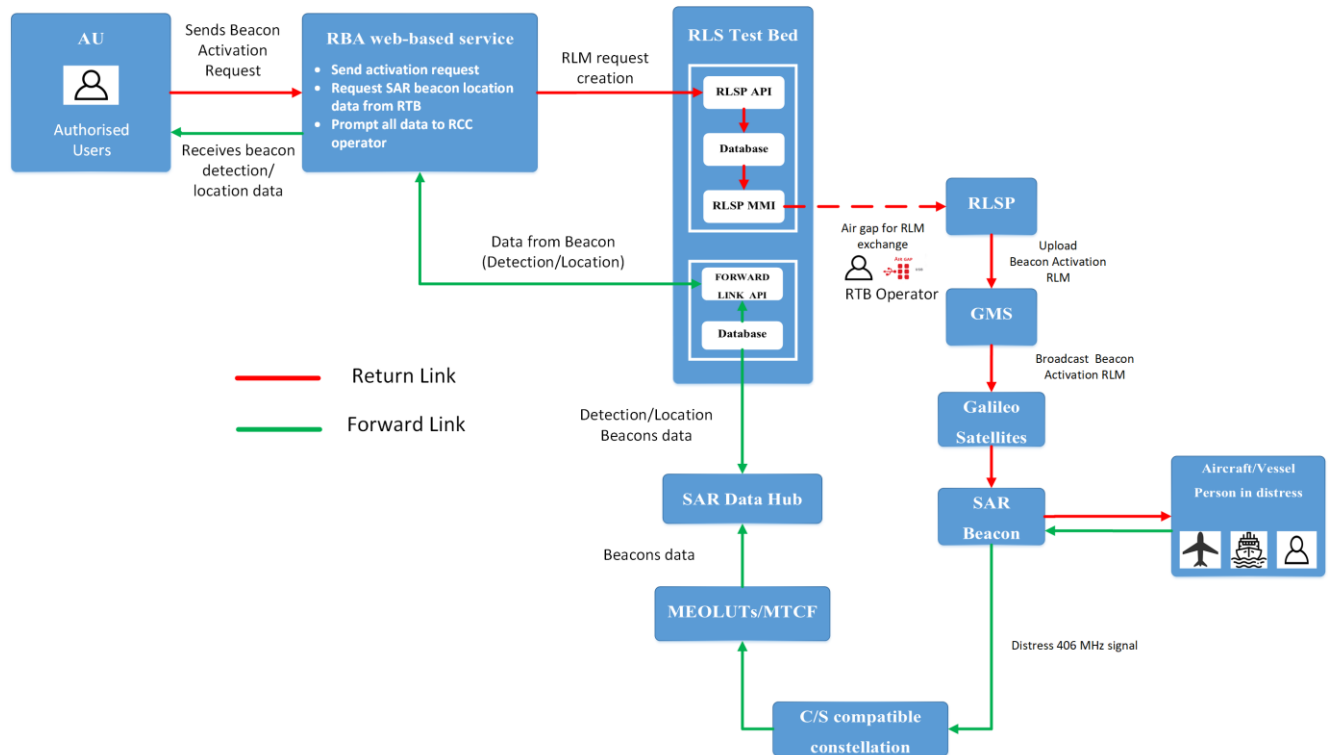 AU
Authorised
Users
Sends Beacon
Activation
Request
Receives beacon
detection/
location data
RBA web-based service
• Send activation request
• Request SAR beacon location
data from RTB
• Prompt all data to RCC
operator
RLM request
creation
RLS Test Bed
RLSP API
Database
RLSP MMI
Data from Beacon
(Detection/Location)
FORWARD
LINK API
Database
Air gap for RLM
exchange
AIR GAP
RTB Operator
RLSP
Upload
Beacon Activation
RLM
GMS
Broadcast Beacon
Activation RLM
Galileo
Satellites
SAR
Beacon
Aircraft/Vessel
Person in distress
Return Link
Forward Link
Detection/Location
Beacons data
SAR Data Hub
Beacons data
MEOLUTs/MTCF
Distress 406 MHz signal
C/S compatible
constellation